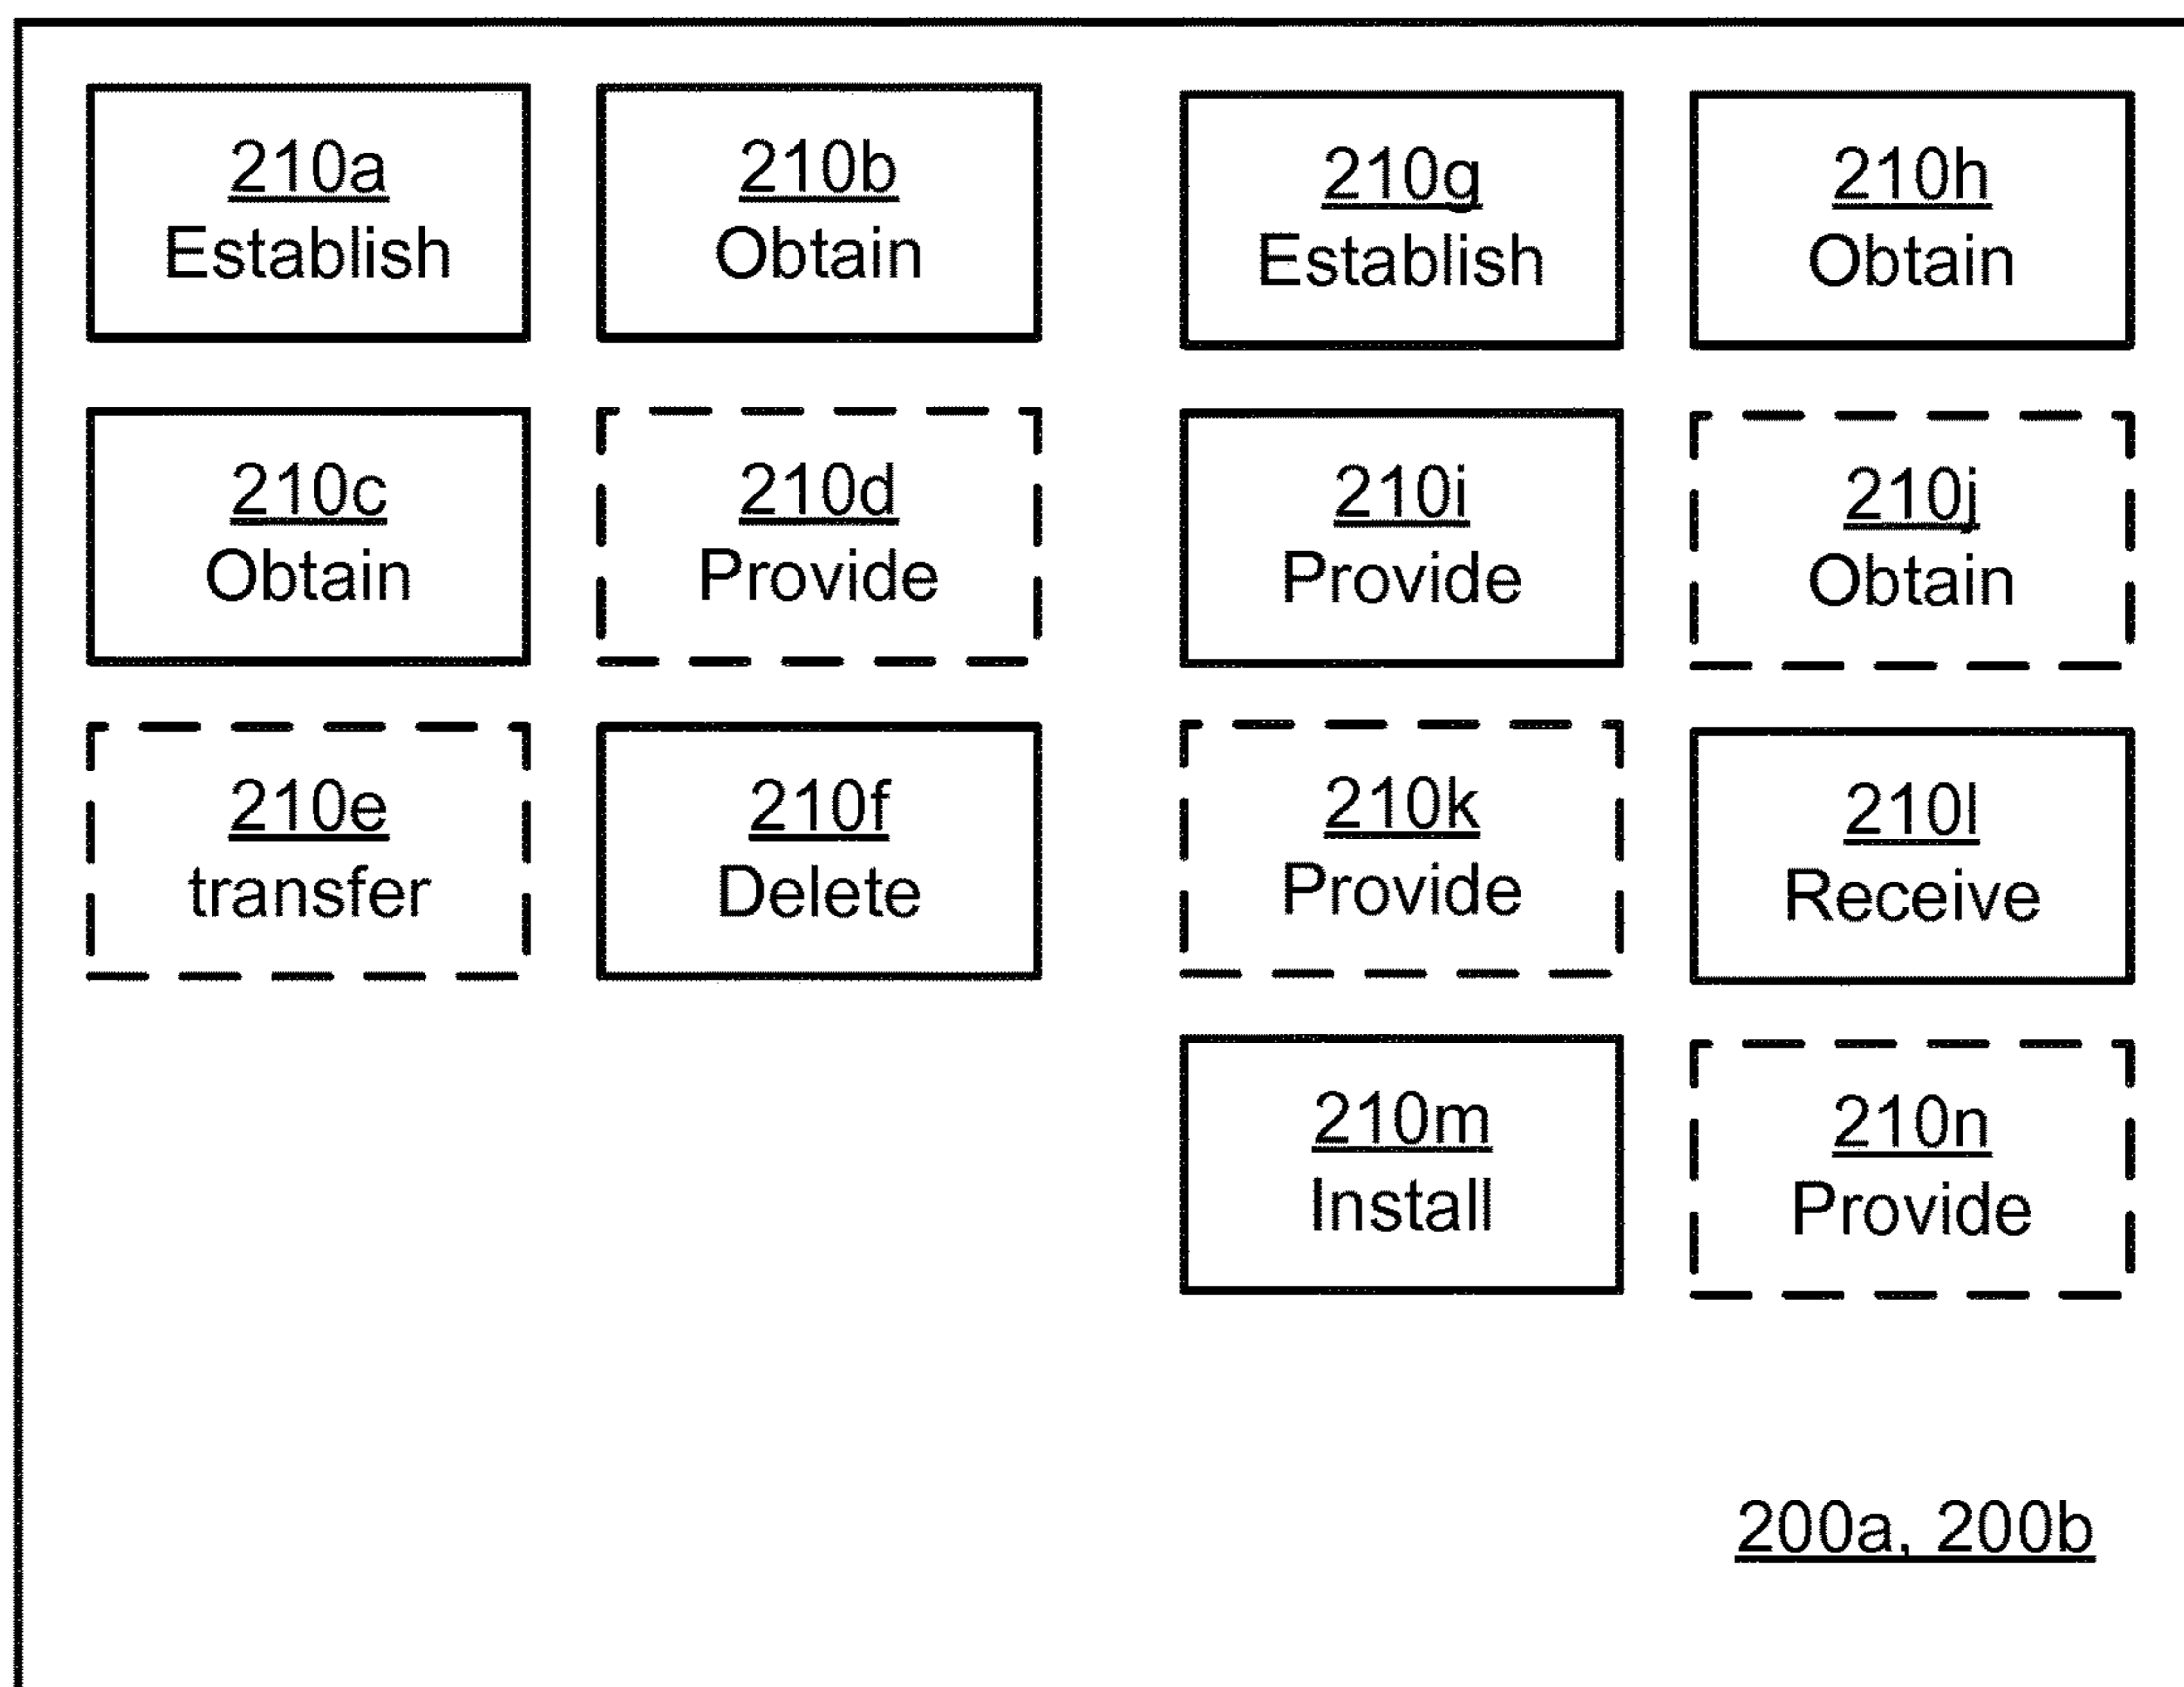 210a
Establish
210b
Obtain
210c
Obtain
210d
Provide
210e
transfer
210f
Delete
210g
Establish
210h
Obtain
210i
Provide
210j
Obtain
210k
Provide
210l
Receive
210m
Install
210n
Provide
200a, 200b